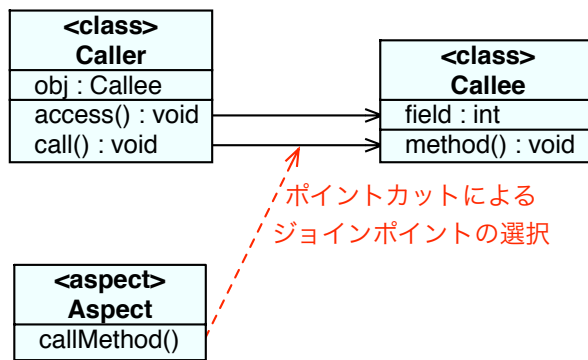 <class>
Caller
obj : Callee
access() : void
call() : void
<class>
Callee
field : int
method() : void
ポイントカットによる
ジョインポイントの選択
<aspect>
Aspect
callMethod()